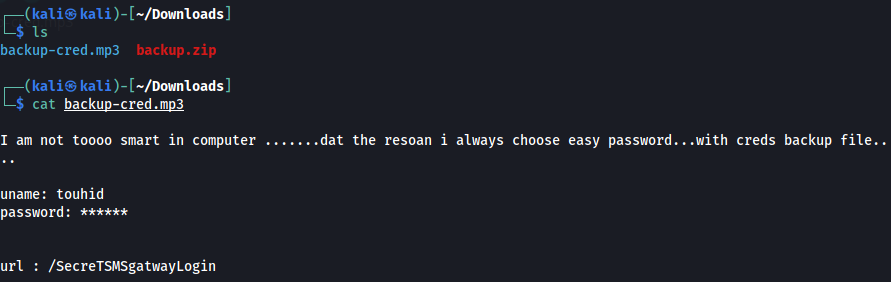 ┌──(kali㉿kali)-[~/Downloads]
└─$ ls
backup-cred.mp3  backup.zip
┌──(kali㉿kali)-[~/Downloads]
└─$ cat backup-cred.mp3
I am not toooo smart in computer .......dat the resoan i always choose easy password...with creds backup file..
..
uname: touhid
password: ******
url : /SecreTSMSgatwayLogin